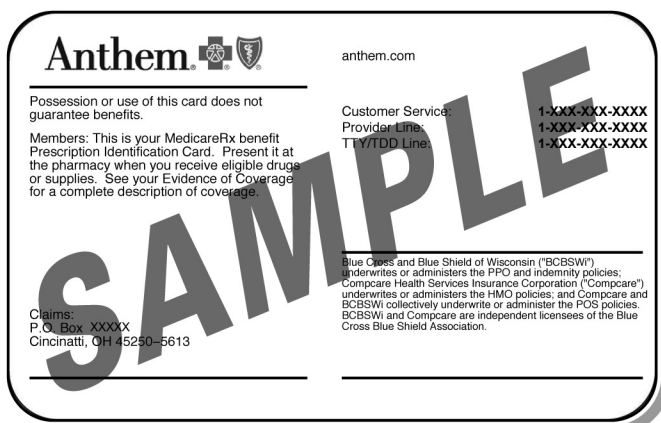 Anthem.
Possession or use of this card does not
guarantee benefits.
Members: This is your MedicareRx benefit
Prescription Identification Card. Present it at
the pharmacy when you receive eligible drugs
or supplies. See your Evidence of Coverage
for a complete description of coverage.
Claims:
P.O. Box XXXXX
Cincinatti, OH 45250–5613
anthem.com
Customer Service: 1-XXX-XXX-XXXX
Provider Line: 1-XXX-XXX-XXXX
TTY/TDD Line: 1-XXX-XXX-XXXX
Blue Cross and Blue Shield of Wisconsin ("BCBSWi")
underwrites or administers the PPO and indemnity policies;
Compcare Health Services Insurance Corporation ("Compcare")
underwrites or administers the HMO policies; and Compcare and
BCBSWi collectively underwrite or administer the POS policies.
BCBSWi and Compcare are independent licensees of the Blue
Cross Blue Shield Association.
SAMPLE